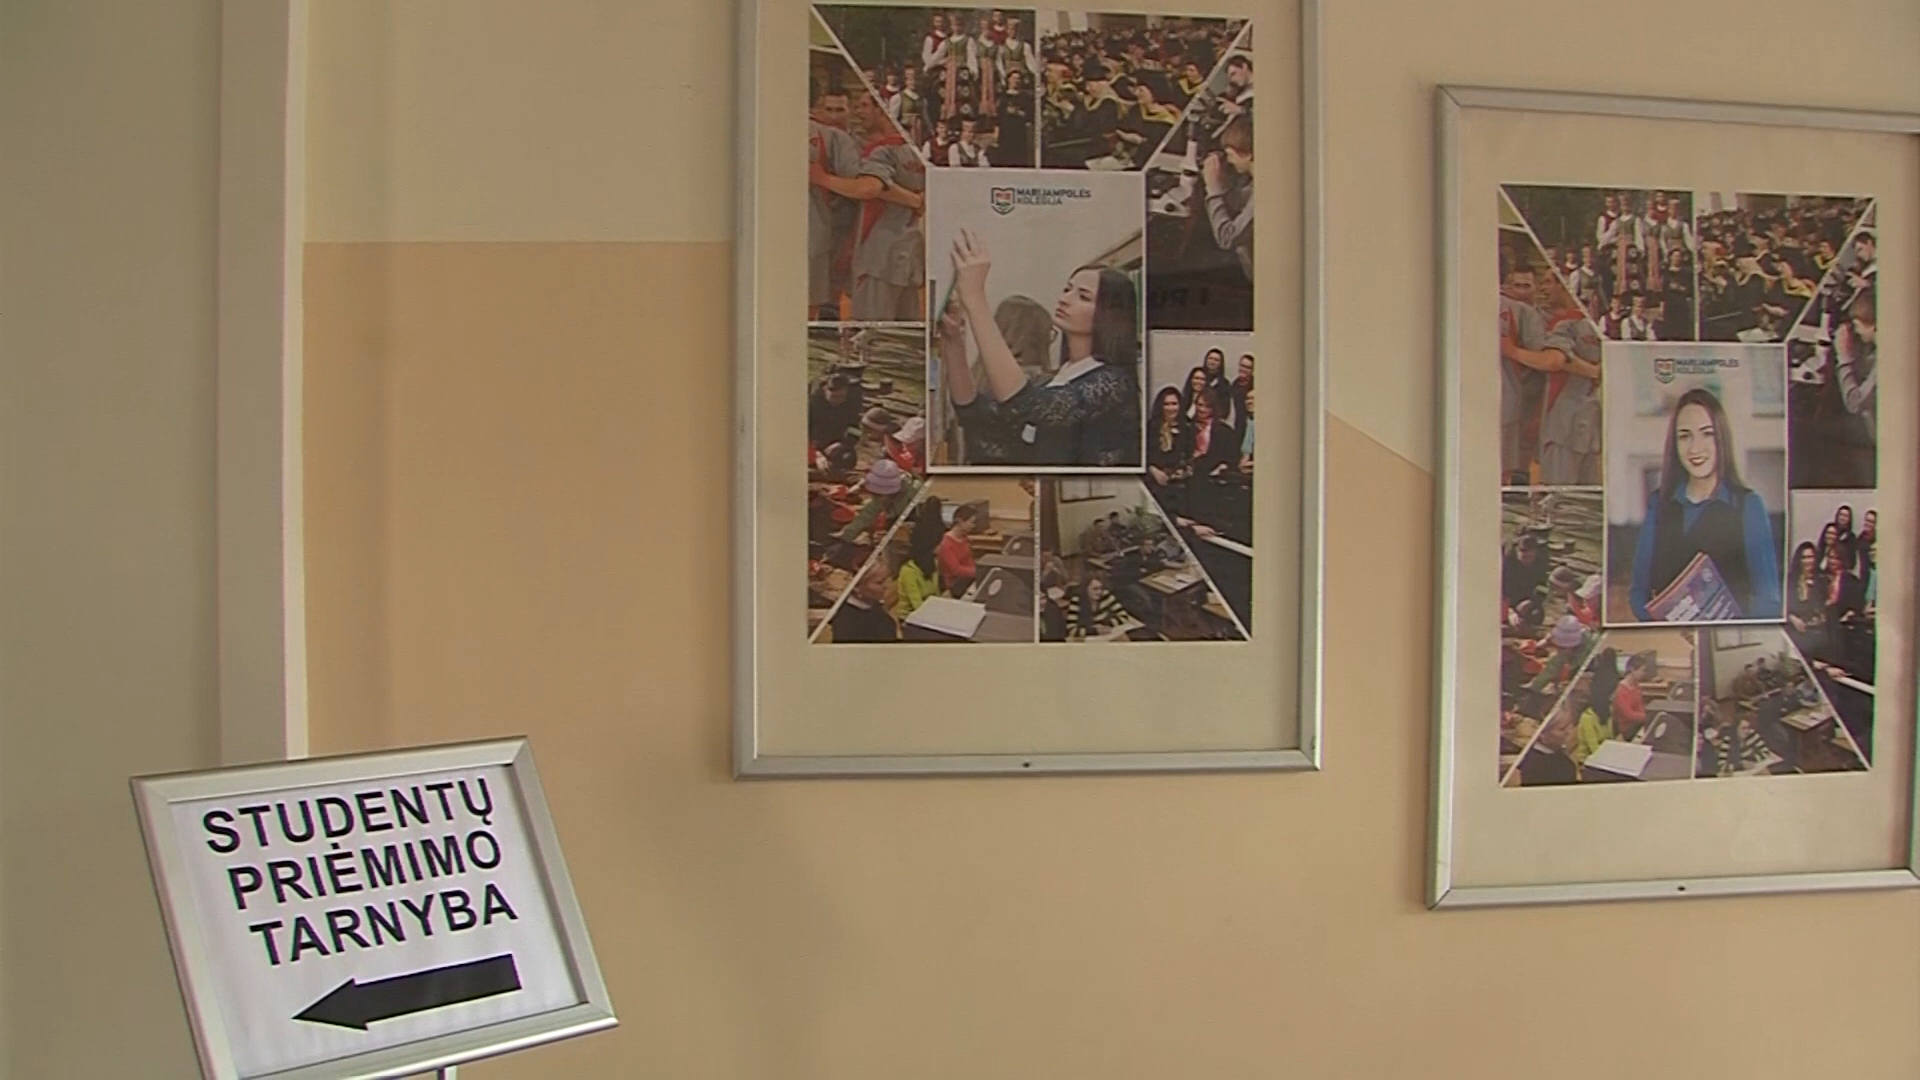 MARIJAMPOLĖS
KOLEGIJA
MARIJAMPOLĖS
KOLEGIJA
STUDENTŲ
PRIĖMIMO
TARNYBA